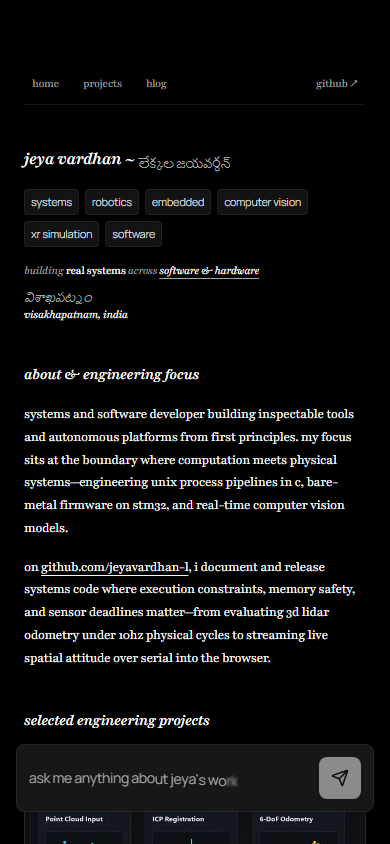 home projects blog github ↗
jeya vardhan ~ లేక్కల జయవర్ధన్
systems robotics embedded computer vision
xr simulation software
building real systems across software & hardware
విశాఖపట్నం
visakhapatnam, india
about & engineering focus
systems and software developer building inspectable tools
and autonomous platforms from first principles. my focus
sits at the boundary where computation meets physical
systems—engineering unix process pipelines in c, bare-
metal firmware on stm32, and real-time computer vision
models.
on github.com/jeyavardhan-l, i document and release
systems code where execution constraints, memory safety,
and sensor deadlines matter—from evaluating 3d lidar
odometry under 10hz physical cycles to streaming live
spatial attitude over serial into the browser.
selected engineering projects
ask me anything about jeya's work
Point Cloud Input ICP Registration 6-DoF Odometry